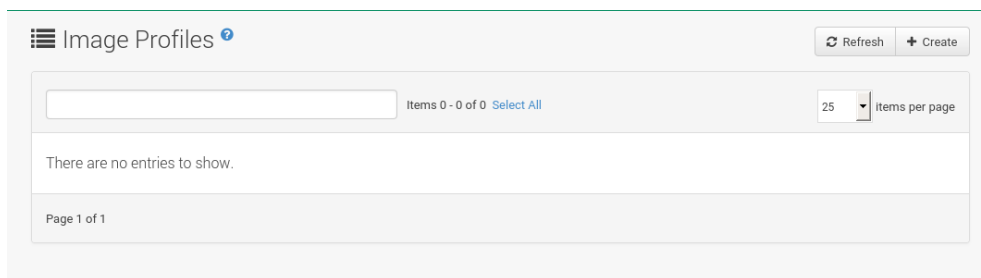 Image Profiles ?
Refresh + Create
Items 0 - 0 of 0 Select All 25 items per page
There are no entries to show.
Page 1 of 1